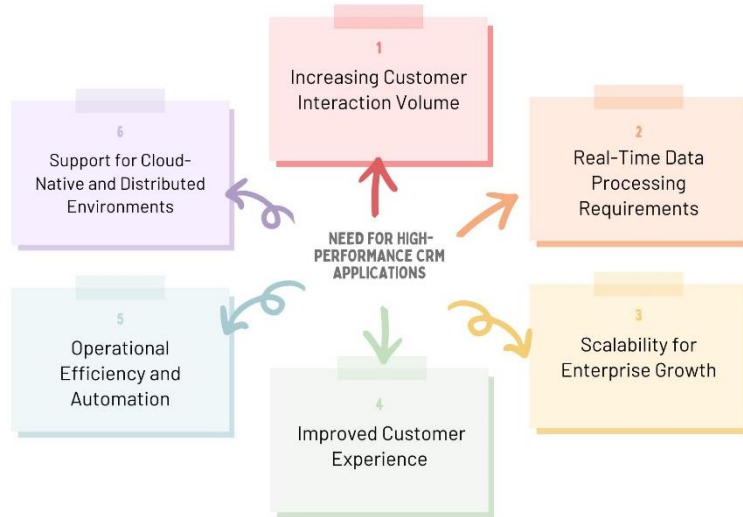 1
Increasing Customer
Interaction Volume
2
Real-Time Data
Processing
Requirements
3
Scalability for
Enterprise Growth
4
Improved Customer
Experience
5
Operational
Efficiency and
Automation
6
Support for Cloud-
Native and Distributed
Environments
NEED FOR HIGH-
PERFORMANCE CRM
APPLICATIONS